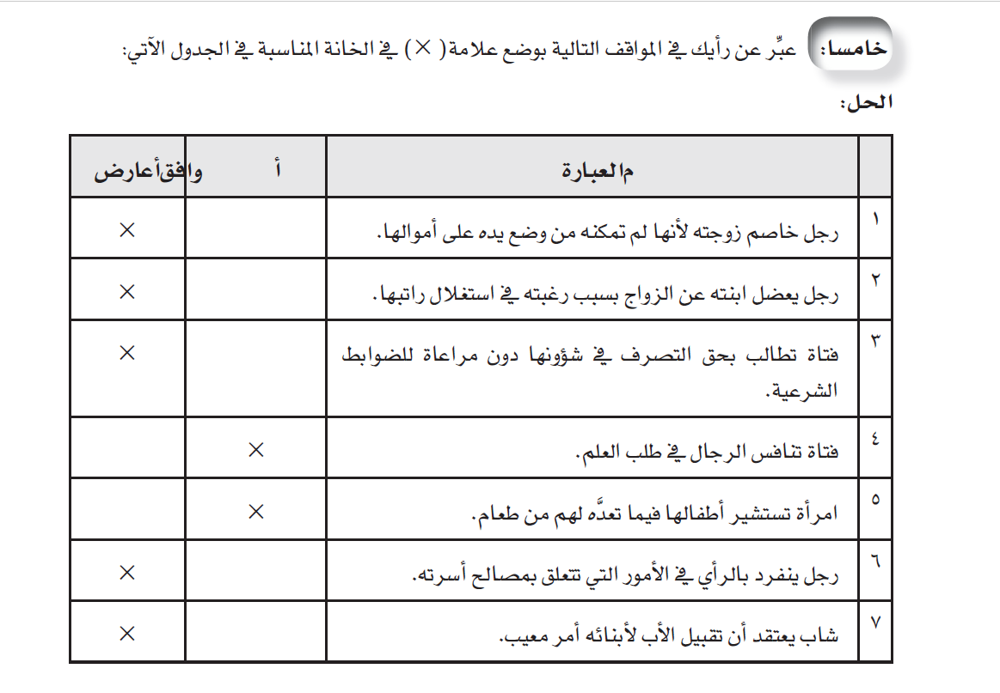 خامسا: عبِّر عن رأيك في المواقف التالية بوضع علامة (×) في الخانة المناسبة في الجدول الآتي:
الحل:
م العبارة أ وافق أعارض
١ رجل خاصم زوجته لأنها لم تمكنه من وضع يده على أموالها. ×
٢ رجل يعضل ابنته عن الزواج بسبب رغبته في استغلال راتبها. ×
٣ فتاة تطالب بحق التصرف في شؤونها دون مراعاة للضوابط ×
الشرعية.
٤ فتاة تنافس الرجال في طلب العلم. ×
٥ امرأة تستشير أطفالها فيما تعدَّه لهم من طعام. ×
٦ رجل ينفرد بالرأي في الأمور التي تتعلق بمصالح أسرته. ×
٧ شاب يعتقد أن تقبيل الأب لأبنائه أمر معيب. ×